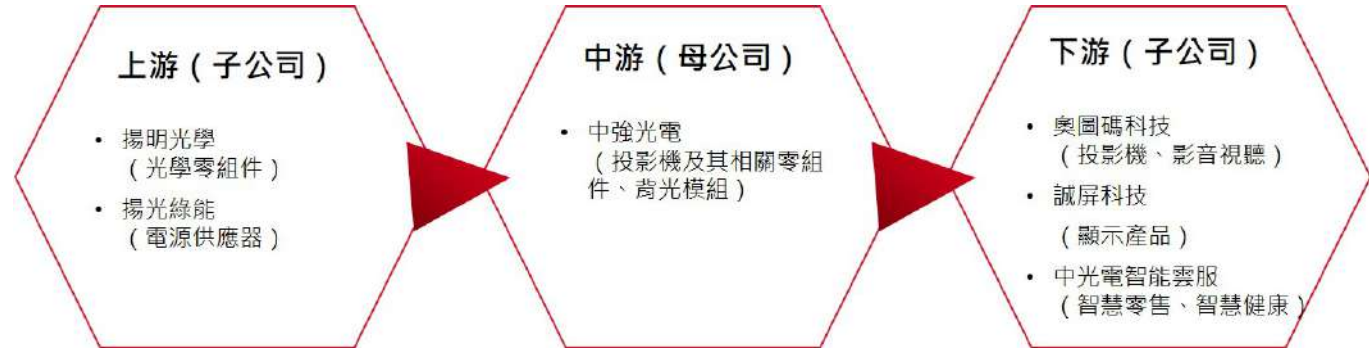 上游（子公司）
• 揚明光學
（光學零組件）
• 揚光綠能
（電源供應器）
中游（母公司）
• 中強光電
（投影機及其相關零組
件、背光模組）
下游（子公司）
• 奧圖碼科技
（投影機、影音視聽）
• 誠屏科技
（顯示產品）
• 中光電智能雲服
（智慧零售、智慧健康）